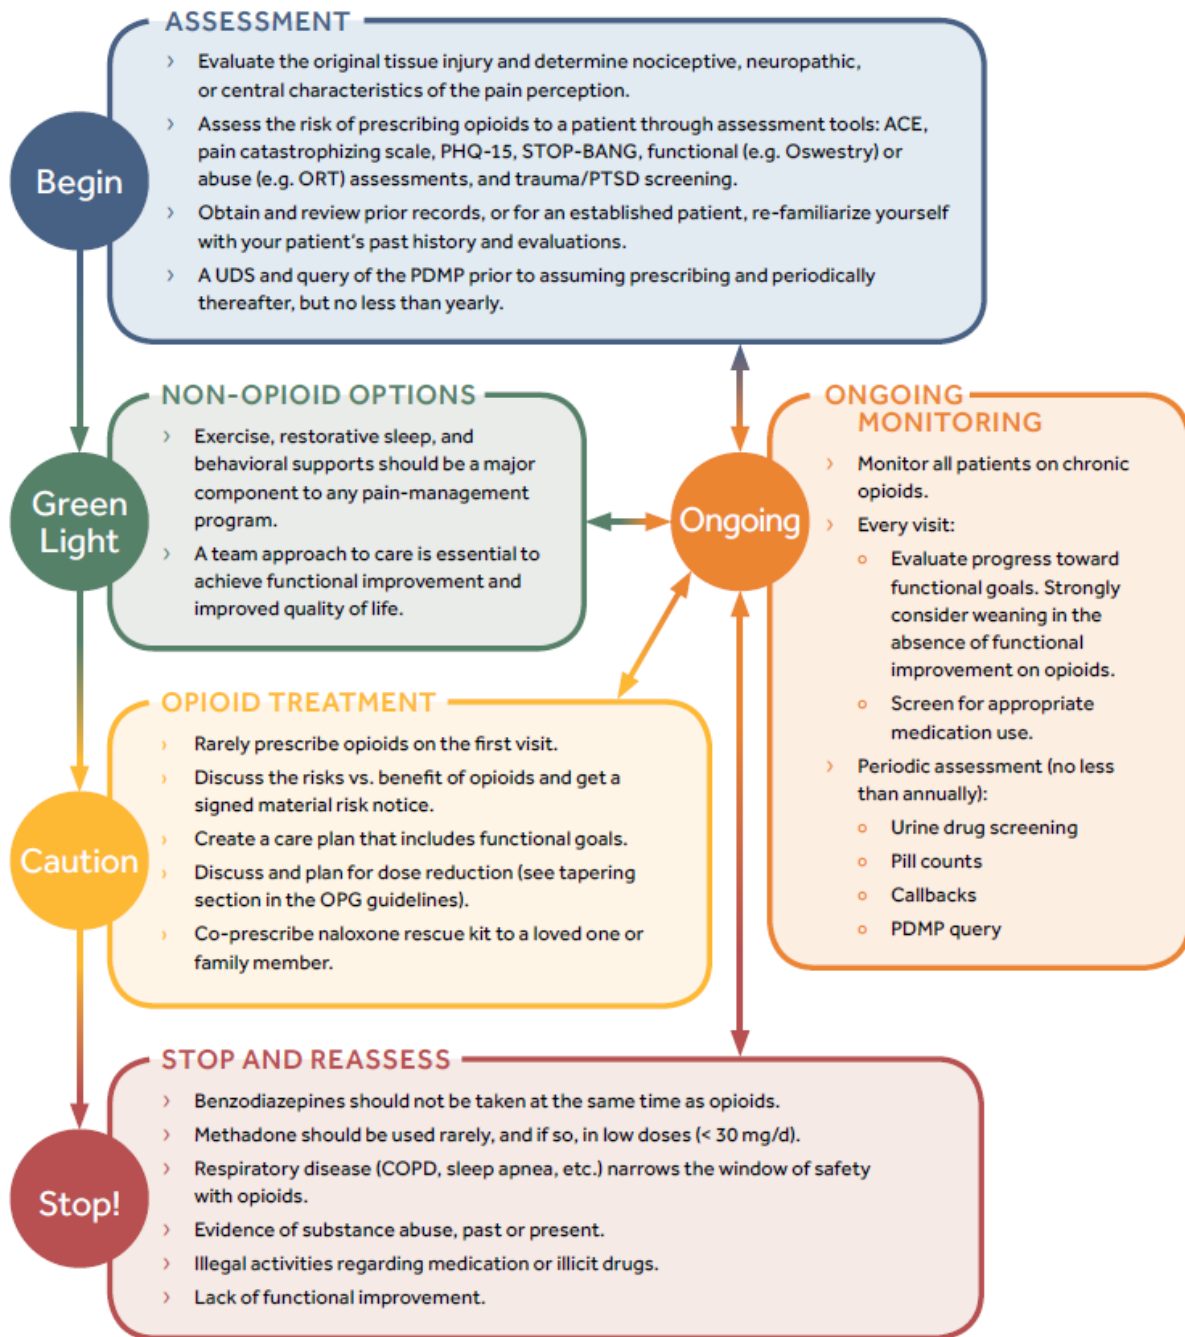 ASSESSMENT
Begin
› Evaluate the original tissue injury and determine nociceptive, neuropathic,
or central characteristics of the pain perception.
› Assess the risk of prescribing opioids to a patient through assessment tools: ACE,
pain catastrophizing scale, PHQ-15, STOP-BANG, functional (e.g. Oswestry) or
abuse (e.g. ORT) assessments, and trauma/PTSD screening.
› Obtain and review prior records, or for an established patient, re-familiarize yourself
with your patient’s past history and evaluations.
› A UDS and query of the PDMP prior to assuming prescribing and periodically
thereafter, but no less than yearly.
NON-OPIOID OPTIONS
Green
Light
› Exercise, restorative sleep, and
behavioral supports should be a major
component to any pain-management
program.
› A team approach to care is essential to
achieve functional improvement and
improved quality of life.
Ongoing
ONGOING
MONITORING
› Monitor all patients on chronic
opioids.
› Every visit:
o Evaluate progress toward
functional goals. Strongly
consider weaning in the
absence of functional
improvement on opioids.
o Screen for appropriate
medication use.
› Periodic assessment (no less
than annually):
o Urine drug screening
o Pill counts
o Callbacks
o PDMP query
OPIOID TREATMENT
Caution
› Rarely prescribe opioids on the first visit.
› Discuss the risks vs. benefit of opioids and get a
signed material risk notice.
› Create a care plan that includes functional goals.
› Discuss and plan for dose reduction (see tapering
section in the OPG guidelines).
› Co-prescribe naloxone rescue kit to a loved one or
family member.
STOP AND REASSESS
Stop!
› Benzodiazepines should not be taken at the same time as opioids.
› Methadone should be used rarely, and if so, in low doses (< 30 mg/d).
› Respiratory disease (COPD, sleep apnea, etc.) narrows the window of safety
with opioids.
› Evidence of substance abuse, past or present.
› Illegal activities regarding medication or illicit drugs.
› Lack of functional improvement.